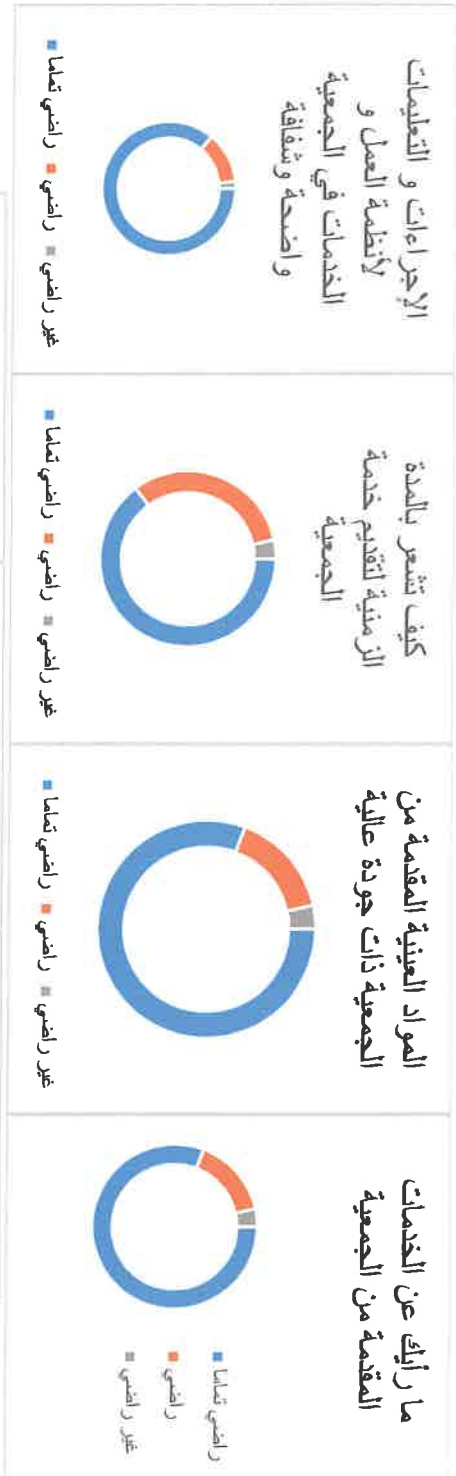 الإجراءات و التعليمات
لأنظمة العمل و
الخدمات في الجمعية
واضحة وشفافة
راضي تماما راضي غير راضي
كيف تشعر بالمدة
الزمنية لتقديم خدمة
الجمعية
راضي تماما راضي غير راضي
المواد العينية المقدمة من
الجمعية ذات جودة عالية
راضي تماما راضي غير راضي
ما رأيك عن الخدمات
المقدمة من الجمعية
راضي تماما
راضي
غير راضي